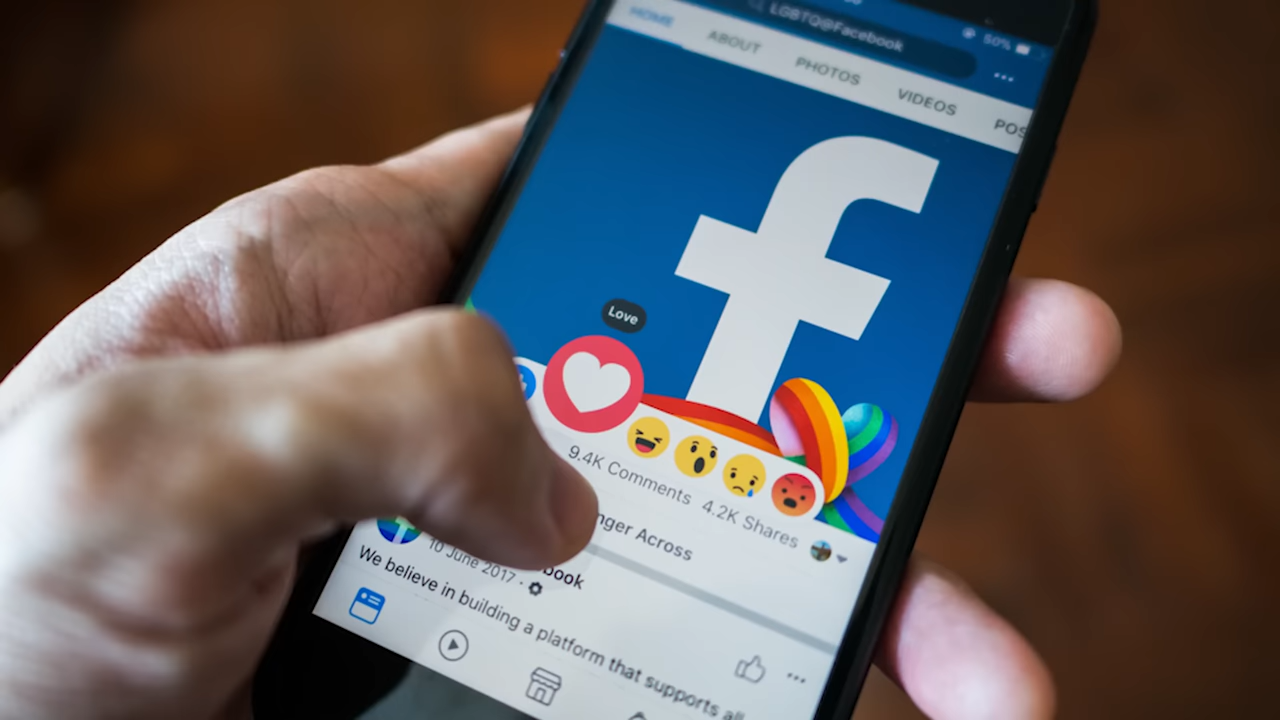 LGBTQ@Facebook
50%
HOME
ABOUT
PHOTOS
VIDEOS
POS
f
Love
9.4K Comments
4.2K Shares
nger Across
book
10 June 2017 ·
We believe in building a platform that supports all